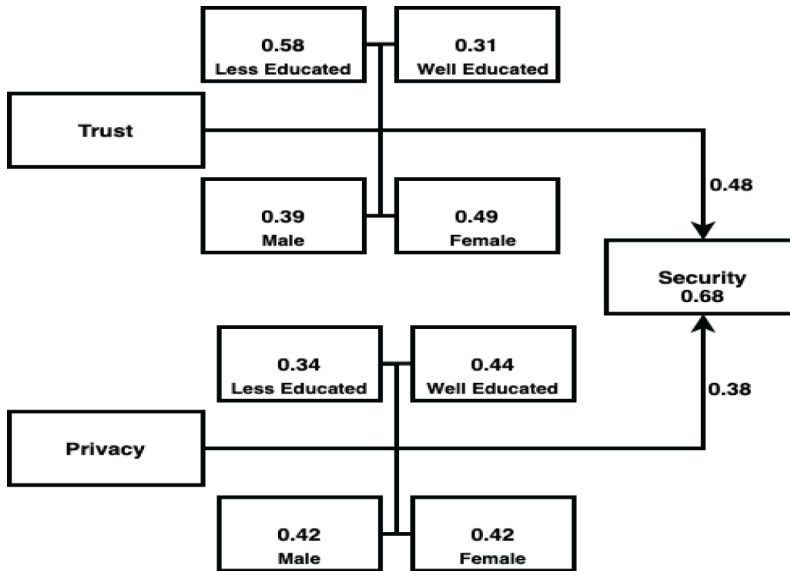 0.58
Less Educated
0.31
Well Educated
Trust
0.48
0.39
Male
0.49
Female
Security
0.68
0.34
Less Educated
0.44
Well Educated
0.38
Privacy
0.42
Male
0.42
Female